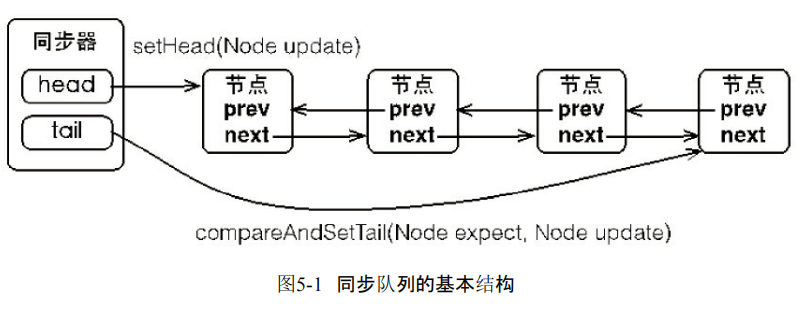 同步器
setHead(Node update)
head
tail
节点
prev
next
节点
prev
next
节点
prev
next
节点
prev
next
compareAndSetTail(Node expect, Node update)
图5-1 同步队列的基本结构